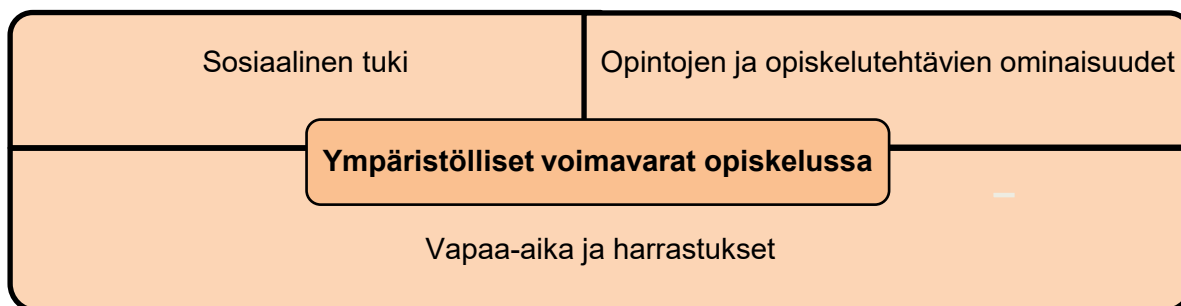 Sosiaalinen tuki
Opintojen ja opiskelutehtävien ominaisuudet
Ympäristölliset voimavarat opiskelussa
Vapaa-aika ja harrastukset